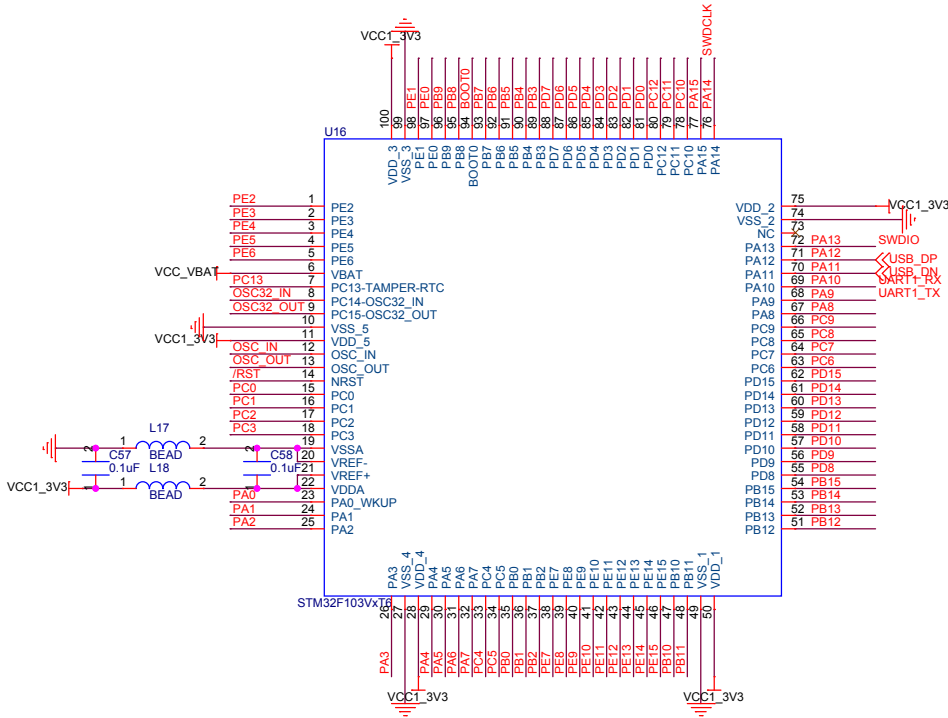 VCC1_3V3
SWDCLK
PE1
PE0
PB9
PB8
BOOT0
PB7
PB6
PB5
PB4
PB3
PD7
PD6
PD5
PD4
PD3
PD2
PD1
PD0
PC12
PC11
PC10
PA15
PA14
100
99
98
97
96
95
94
93
92
91
90
89
88
87
86
85
84
83
82
81
80
79
78
77
76
U16
VDD_3
VSS_3
PE1
PE0
PB9
PB8
BOOT0
PB7
PB6
PB5
PB4
PB3
PD7
PD6
PD5
PD4
PD3
PD2
PD1
PD0
PC12
PC11
PC10
PA15
PA14
PE2 1 PE2
PE3 2 PE3
PE4 3 PE4
PE5 4 PE5
PE6 5 PE6
VCC_VBAT 6 VBAT
PC13 7 PC13-TAMPER-RTC
OSC32_IN 8 PC14-OSC32_IN
OSC32_OUT 9 PC15-OSC32_OUT
10 VSS_5
VCC1_3V3 11 VDD_5
OSC_IN 12 OSC_IN
OSC_OUT 13 OSC_OUT
/RST 14 NRST
PC0 15 PC0
PC1 16 PC1
PC2 17 PC2
PC3 18 PC3
19 VSSA
20 VREF-
21 VREF+
22 VDDA
PA0 23 PA0_WKUP
PA1 24 PA1
PA2 25 PA2
L17
1 2
BEAD
2
C57
0.1uF
1
L18
1 2
BEAD
2
C58
0.1uF
1
VCC1_3V3
VDD_2 75 VCC1_3V3
VSS_2 74
NC 73
PA13 72 PA13 SWDIO
PA12 71 PA12 USB_DP
PA11 70 PA11 USB_DN
PA10 69 PA10 UART1_RX
PA9 68 PA9 UART1_TX
PA8 67 PA8
PC9 66 PC9
PC8 65 PC8
PC7 64 PC7
PC6 63 PC6
PD15 62 PD15
PD14 61 PD14
PD13 60 PD13
PD12 59 PD12
PD11 58 PD11
PD10 57 PD10
PD9 56 PD9
PD8 55 PD8
PB15 54 PB15
PB14 53 PB14
PB13 52 PB13
PB12 51 PB12
PA3
VSS_4
VDD_4
PA4
PA5
PA6
PA7
PC4
PC5
PB0
PB1
PB2
PE7
PE8
PE9
PE10
PE11
PE12
PE13
PE14
PE15
PB10
PB11
VSS_1
VDD_1
STM32F103VxT6
26
27
28
29
30
31
32
33
34
35
36
37
38
39
40
41
42
43
44
45
46
47
48
49
50
PA3
PA4
PA5
PA6
PA7
PC4
PC5
PB0
PB1
PB2
PE7
PE8
PE9
PE10
PE11
PE12
PE13
PE14
PE15
PB10
PB11
VCC1_3V3
VCC1_3V3